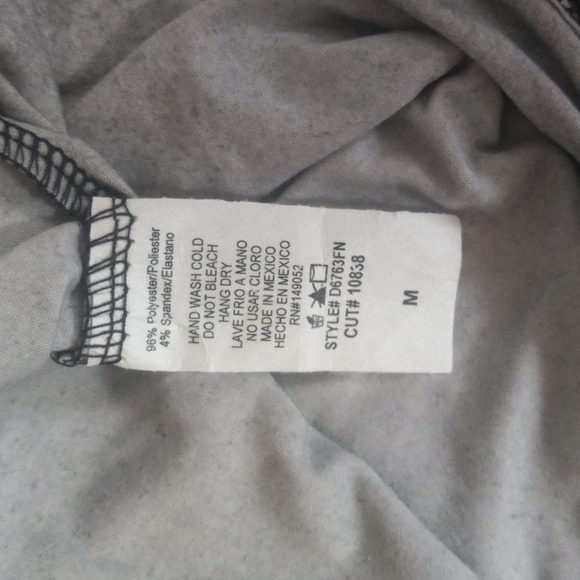 96% Polyester/Poliester
4% Spandex/Elastano
HAND WASH COLD
DO NOT BLEACH
HANG DRY
LAVE FRIO A MANO
NO USAR CLORO
MADE IN MEXICO
HECHO EN MEXICO
RN#149052
STYLE# D6763FN
CUT# 10838
M